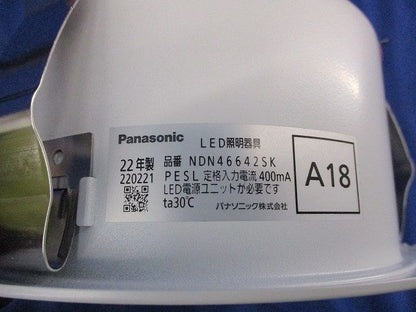 Panasonic LED照明器具
22年製 品番 NDN46642SK
220221 PESL 定格入力電流 400mA
LED電源ユニットが必要です
ta30℃ パナソニック株式会社
A18